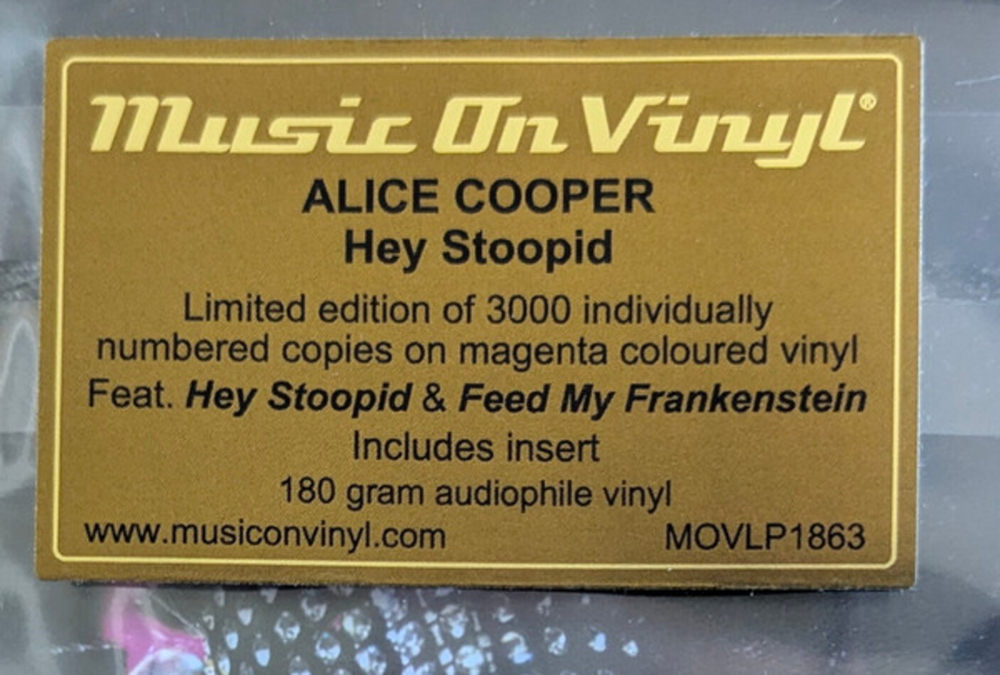 Music On Vinyl®
ALICE COOPER
Hey Stoopid
Limited edition of 3000 individually
numbered copies on magenta coloured vinyl
Feat. Hey Stoopid & Feed My Frankenstein
Includes insert
180 gram audiophile vinyl
www.musiconvinyl.com MOVLP1863